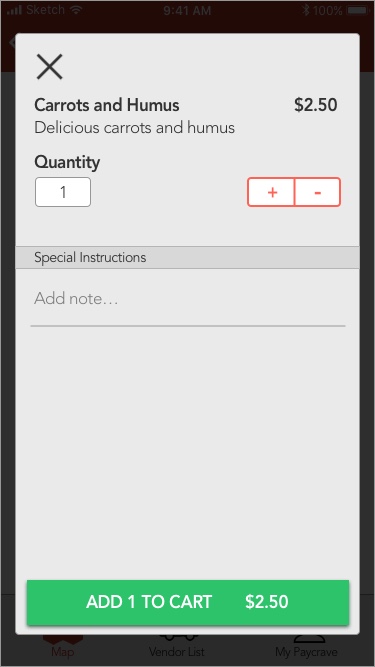 Sketch 9:41 AM 100%
Carrots and Humus $2.50
Delicious carrots and humus
Quantity
1 + -
Special Instructions
Add note...
ADD 1 TO CART $2.50
Map Vendor List My Paycrave